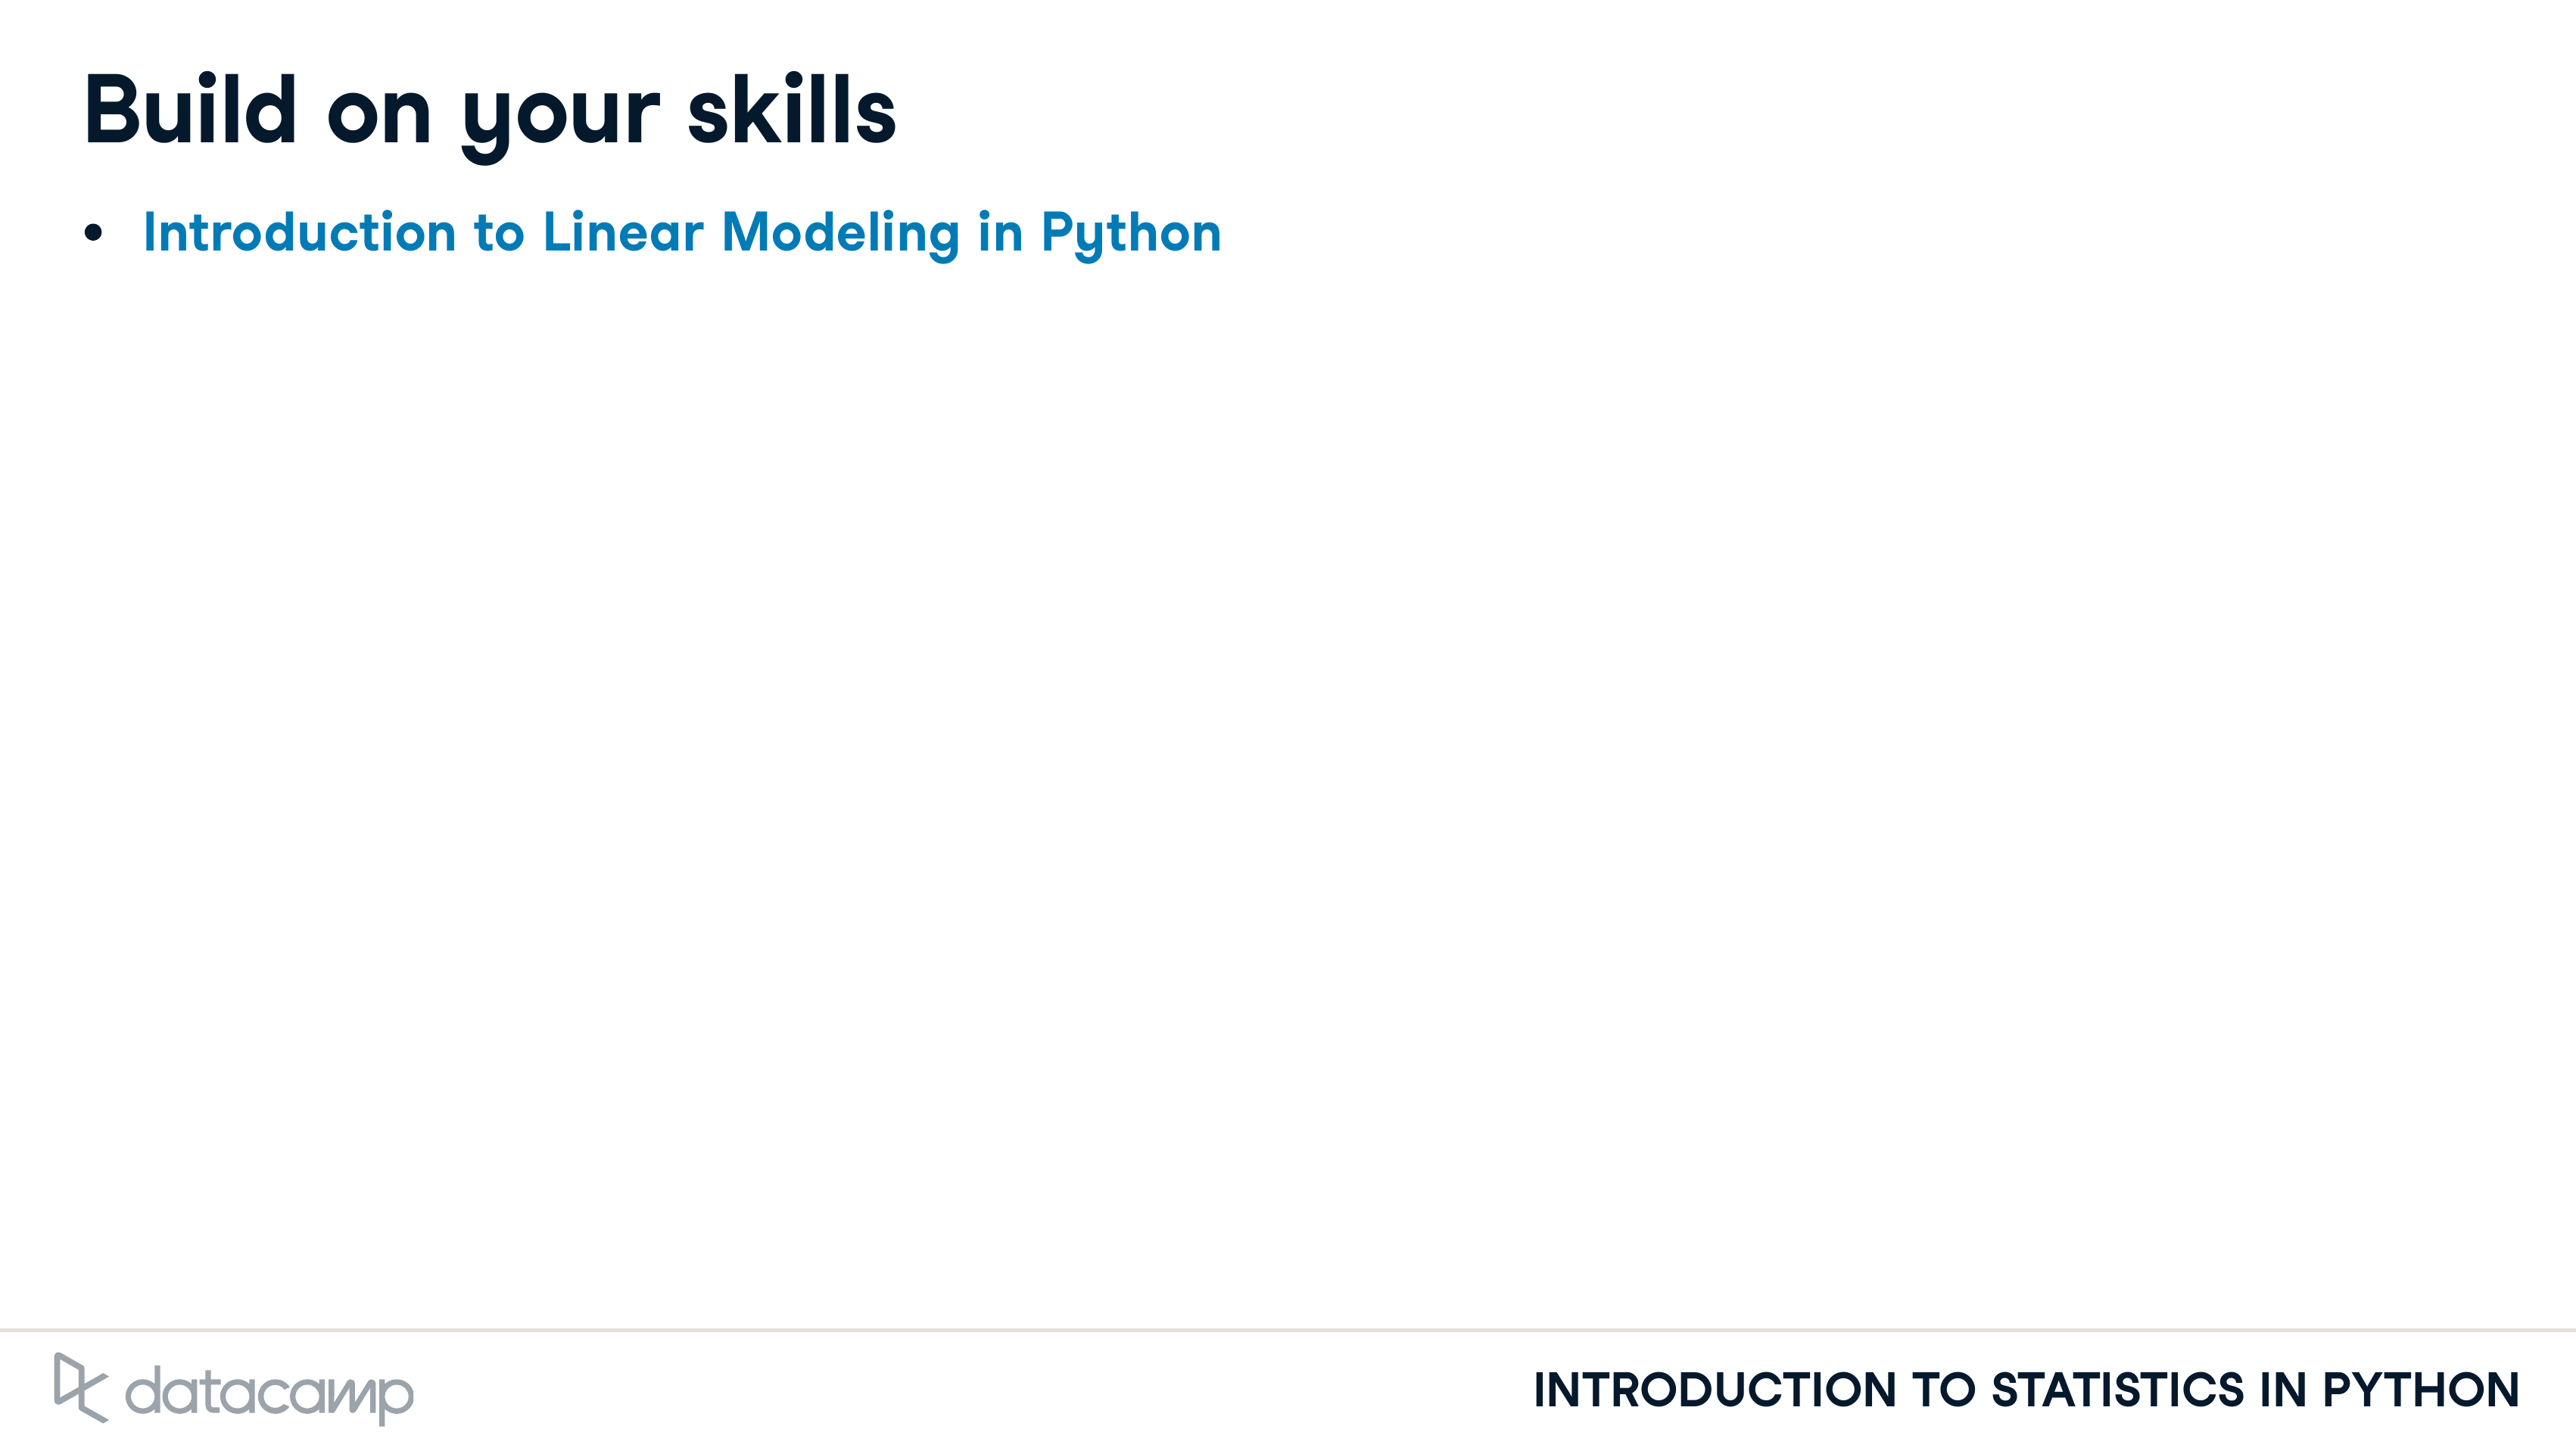 Build on your skills
• Introduction to Linear Modeling in Python
datacamp
INTRODUCTION TO STATISTICS IN PYTHON